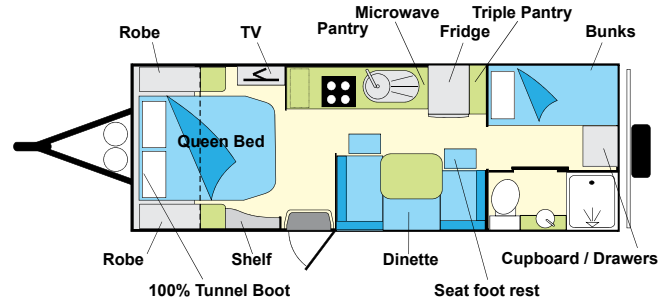 Robe
TV
Microwave
Pantry
Fridge
Triple Pantry
Bunks
Queen Bed
Robe
Shelf
Dinette
Cupboard / Drawers
100% Tunnel Boot
Seat foot rest